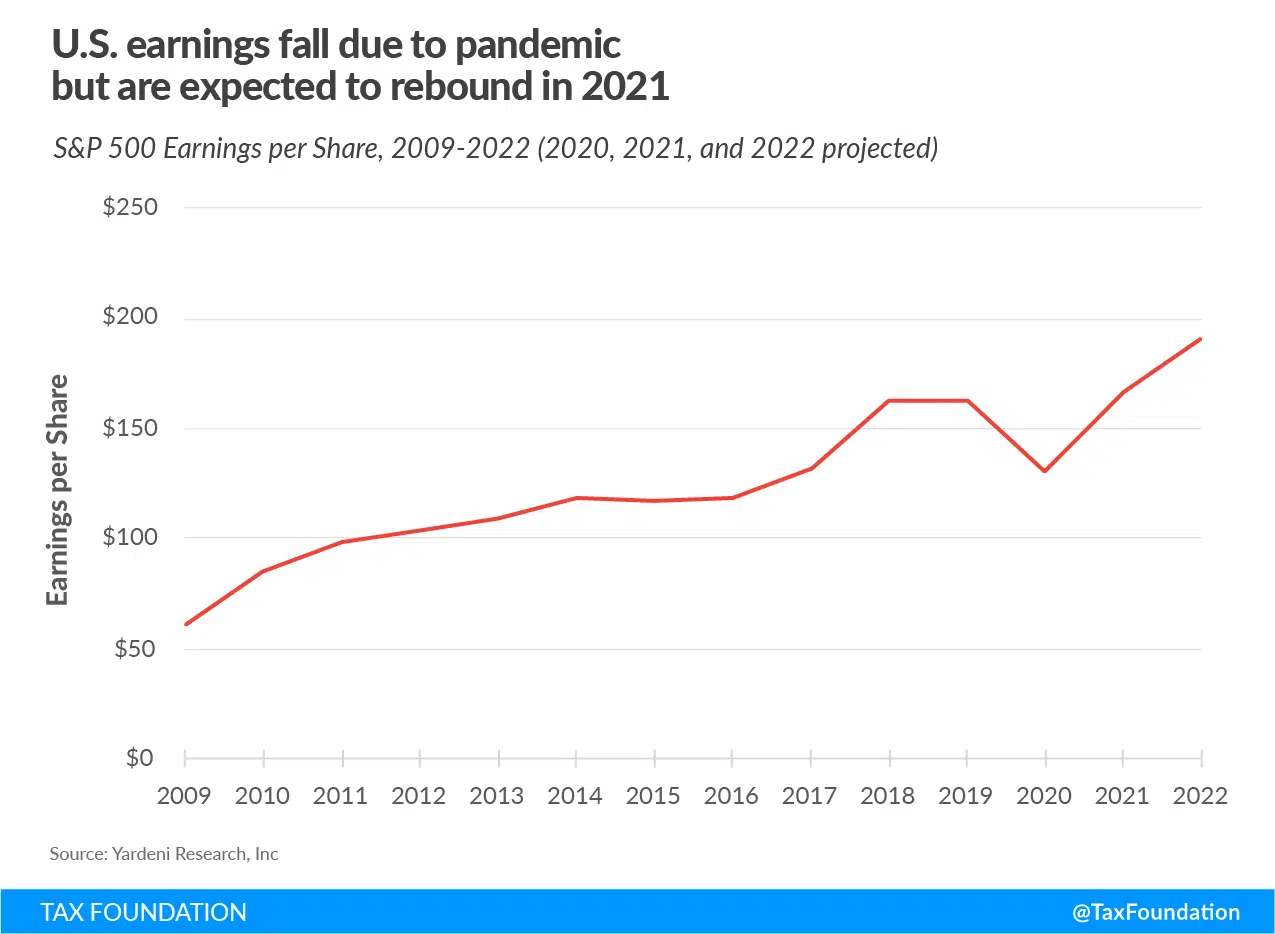 U.S. earnings fall due to pandemic
but are expected to rebound in 2021
S&P 500 Earnings per Share, 2009-2022 (2020, 2021, and 2022 projected)
$250
$200
$150
$100
$50
$0
Earnings per Share
2009 2010 2011 2012 2013 2014 2015 2016 2017 2018 2019 2020 2021 2022
Source: Yardeni Research, Inc
TAX FOUNDATION @TaxFoundation